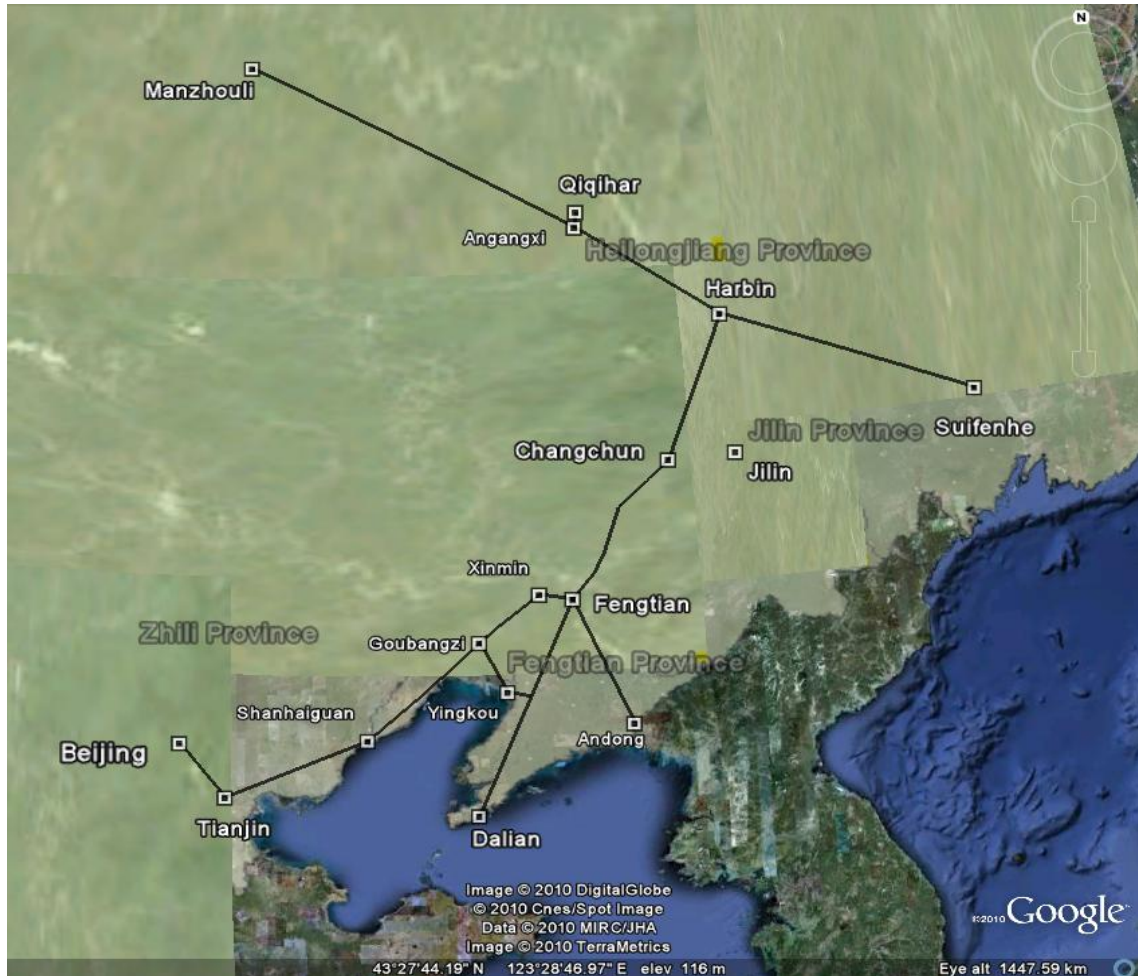 N
Manzhouli
Qiqihar
Angangxi
Heilongjiang Province
Harbin
Suifenhe
Jilin Province
Changchun
Jilin
Xinmin
Fengtian
Zhili Province
Goubangzi
Fengtian Province
Shanhaiguan
Yingkou
Andong
Beijing
Tianjin
Dalian
Image © 2010 DigitalGlobe
© 2010 Cnes/Spot Image
Data © 2010 MIRC/JHA
Image © 2010 TerraMetrics
©2010 Google
43°27'44.19" N 123°28'46.97" E elev 116 m Eye alt 1447.59 km